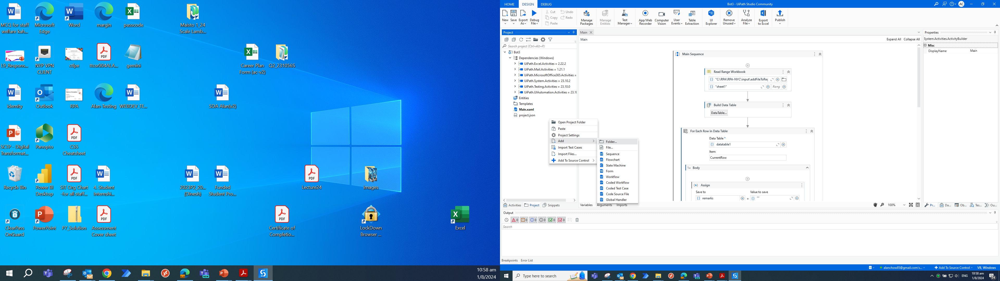 MCQ for staff
welfare kah...
Microsoft
Edge
Word
margin
passcode
Maisto 1_24
Scale Lamb...
L9_Respons...
NYP VPN
CLIENT
ctlpe
ttcsr004ALA...
gemini
Career Plan
Form (ac-v2)
Q2_231056S
idemity
Outlook
RPA
Alan-Testing
WEBDEV_TE...
SDA Alan(v2)
SCTP - Digital
Transformat...
Panopto
CSS
Cheatsheet
Recycle Bin
Power BI
Desktop
SIT Org Chart
-for all staff...
4. Student
Internshi...
2023P2_20...
(Dinesh)
Funded
Student Pro...
Lecture24
images
ClearPass
OnGuard
PowerPoint
P7_Solution
Assessment
Cover sheet
Certificate of
Completio...
LockDown
Browser ...
Excel
10:58 am
1/8/2024
HOME DESIGN DEBUG
Bot3 - UiPath Studio Community
AC
New
Save
Export
As
Debug
File
Cut
Copy
Paste
Undo
Redo
Manage
Packages
Manage
Entities
Test
Manager
App/Web
Recorder
Computer
Vision
User
Events
Table
Extraction
UI
Explorer
Remove
Unused
Analyze
File
Export
to Excel
Publish
Project
Search project (Ctrl+Alt+P)
Bot3
Dependencies (Windows)
UiPath.Excel.Activities = 2.22.2
UiPath.Mail.Activities = 1.21.1
UiPath.MicrosoftOffice365.Activities =
UiPath.System.Activities = 23.10.2
UiPath.Testing.Activities = 23.10.0
UiPath.UIAutomation.Activities = 23.10
Entities
Templates
Main.xaml
project.json
Open Project Folder
Paste
Project Settings
Add
Import Test Cases
Import Files...
Add To Source Control
Folder...
File...
Sequence
Flowchart
State Machine
Form
Workflow
Coded Workflow
Coded Test Case
Code Source File
Global Handler
Activities Project Snippets
Main
Main
Expand All Collapse All
Main Sequence
Read Range Workbook
"C:\RPA\RPA-NYC\input\addFileToReg
"sheet1"
Rang
Build Data Table
DataTable...
For Each Row in Data Table
Data Table *
datatable1
Item
CurrentRow
Body
Assign
Save to
Value to save
remarks = ""
Variables Arguments Imports
100%
Properties
System.Activities.ActivityBuilder
Misc
DisplayName Main
Pr... Da... Ob... Tes... Ou...
Output
0 0 0 0 0 0
Search
Breakpoints Error List
alanchow85@gmail.com's...
Add To Source Control
VB, Windows
Type here to search
ENG
10:58 am
1/8/2024
24